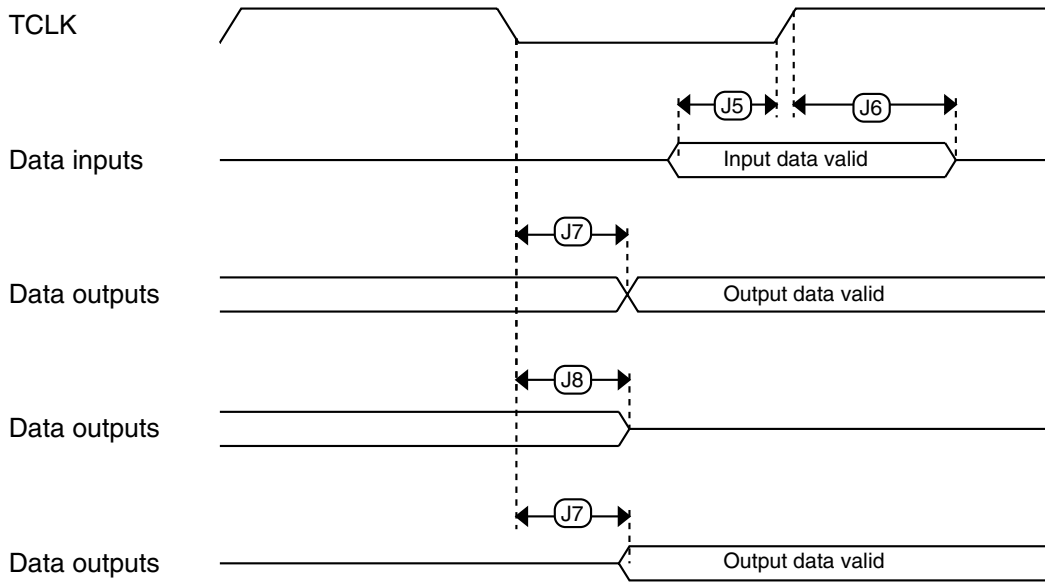 TCLK
J5
J6
Data inputs
Input data valid
J7
Data outputs
Output data valid
J8
Data outputs
J7
Data outputs
Output data valid